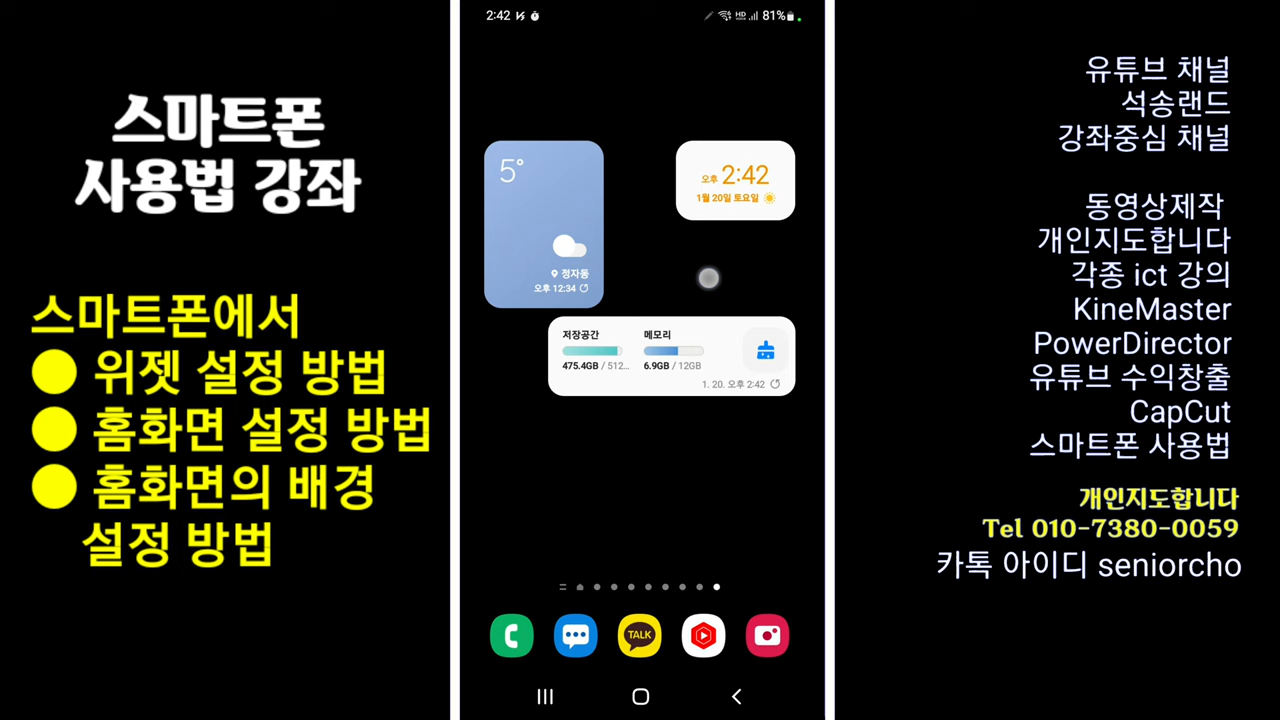 스마트폰
사용법 강좌
스마트폰에서
● 위젯 설정 방법
● 홈화면 설정 방법
● 홈화면의 배경
설정 방법
2:42
HD
81%
5°
정자동
오후 12:34
오후 2:42
1월 20일 토요일
저장공간 메모리
475.4GB / 512... 6.9GB / 12GB
1. 20. 오후 2:42
TALK
유튜브 채널
석송랜드
강좌중심 채널
동영상제작
개인지도합니다
각종 ict 강의
KineMaster
PowerDirector
유튜브 수익창출
CapCut
스마트폰 사용법
개인지도합니다
Tel 010-7380-0059
카톡 아이디 seniorcho